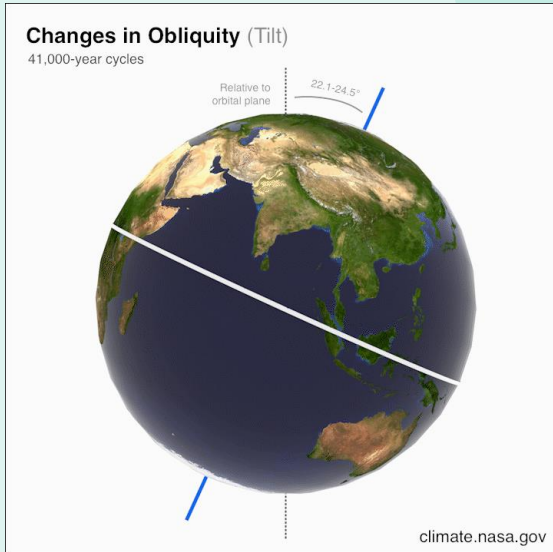 Changes in Obliquity (Tilt)
41,000-year cycles
Relative to
orbital plane
22.1-24.5°
climate.nasa.gov